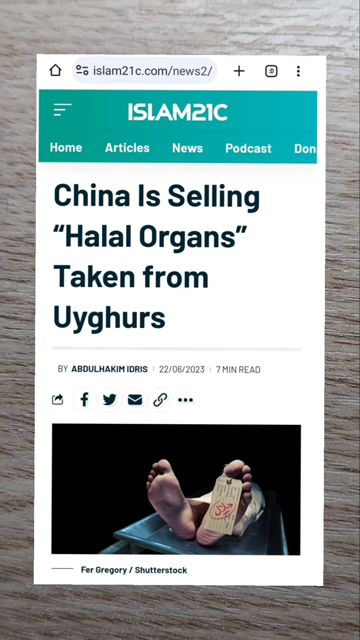 islam21c.com/news2/
ISLAM21C
Home Articles News Podcast Don
China Is Selling
“Halal Organs”
Taken from
Uyghurs
BY ABDULHAKIM IDRIS 22/06/2023 7 MIN READ
Fer Gregory / Shutterstock